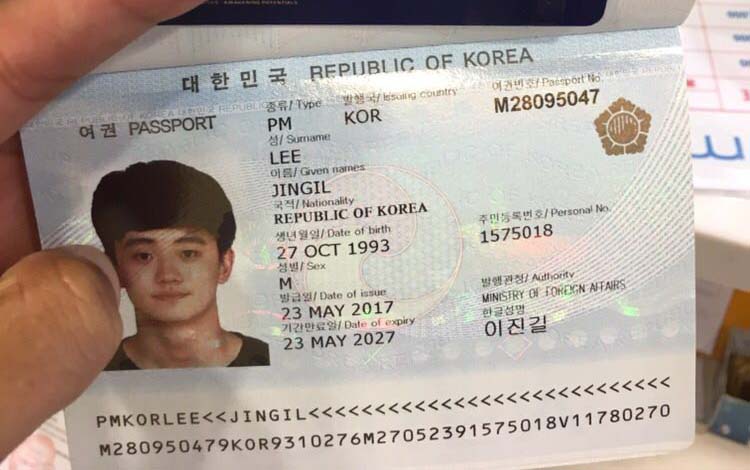 AWAKENING POTENTIALS
대한민국 REPUBLIC OF KOREA
여권 PASSPORT
종류/ Type 발행국/ Issuing country 여권번호/ Passport No.
PM KOR M28095047
성/ Surname
LEE
이름/ Given names
JINGIL
국적/ Nationality
REPUBLIC OF KOREA
생년월일/ Date of birth 주민등록번호/ Personal No.
27 OCT 1993 1575018
성별/ Sex
M
발급일/ Date of issue 발행관청/ Authority
23 MAY 2017 MINISTRY OF FOREIGN AFFAIRS
기간만료일/ Date of expiry 한글성명
23 MAY 2027 이진길
PMKORLEE<<JINGIL<<<<<<<<<<<<<<<<<<<<<<<<<<<<
M280950479KOR9310276M27052391575018V11780270